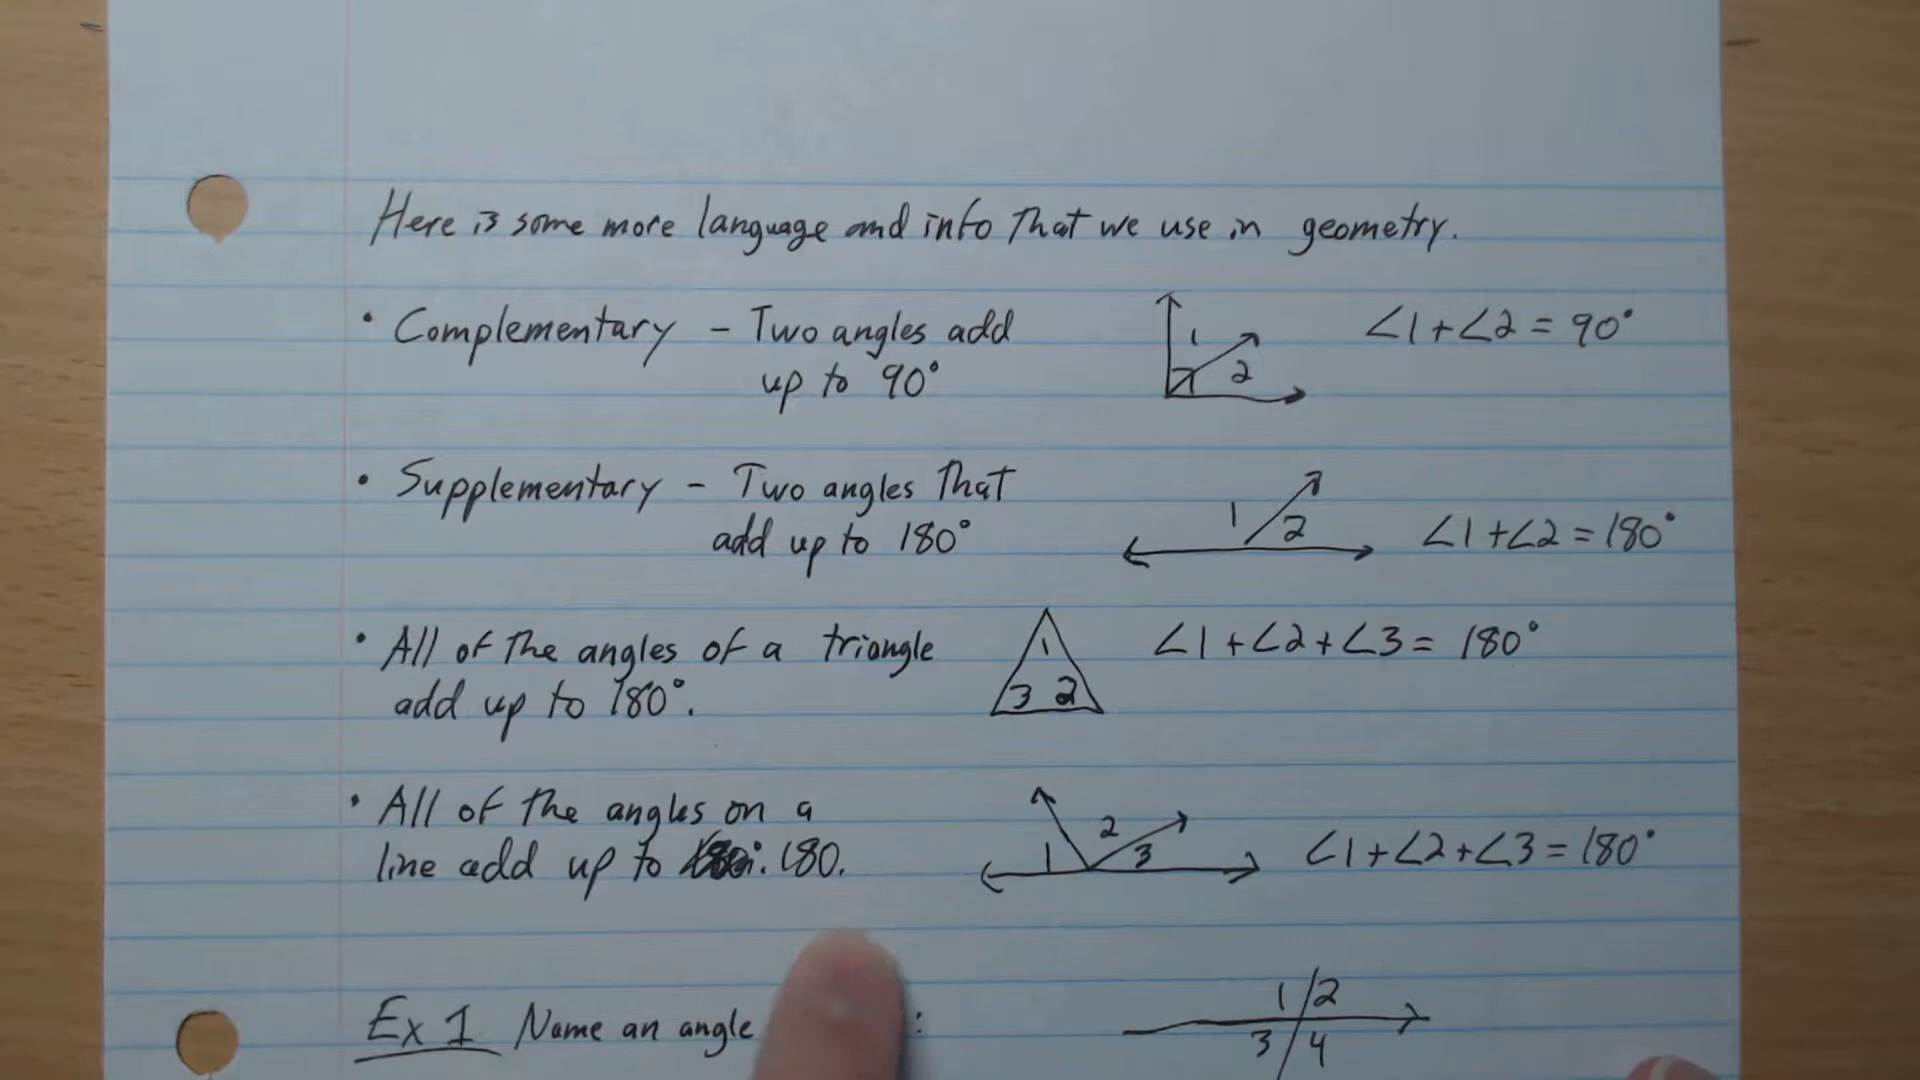 Here is some more language and info That we use in geometry.
• Complementary - Two angles add
up to 90°
1
2
∠1+∠2=90°
• Supplementary - Two angles That
add up to 180°
1
2
∠1+∠2=180°
• All of The angles of a triangle
add up to 180°.
1
3 2
∠1+∠2+∠3= 180°
• All of the angles on a
line add up to 180.
1
2
3
∠1+∠2+∠3=180°
Ex 1 Name an angle :
1 2
3 4